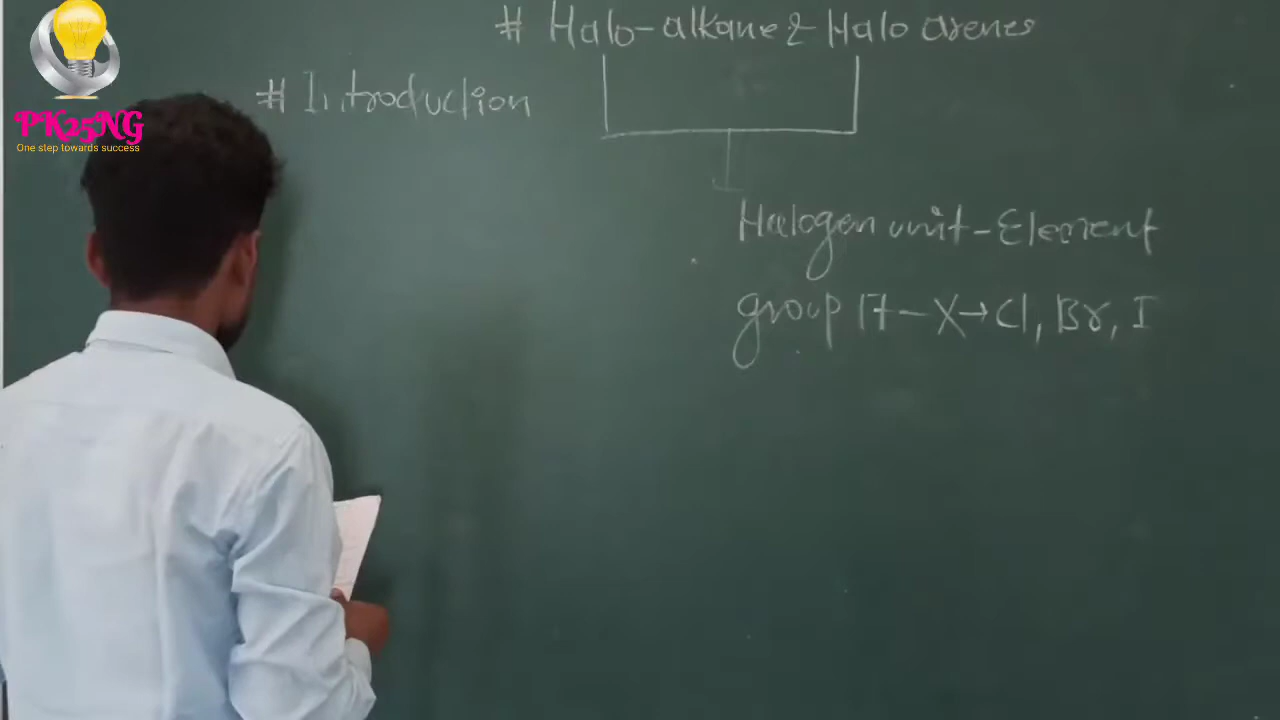 # Halo-alkane & Halo arenes
# Introduction
PK25NG
One step towards success
Halogen unit-Element
group 17-X→Cl, Br, I